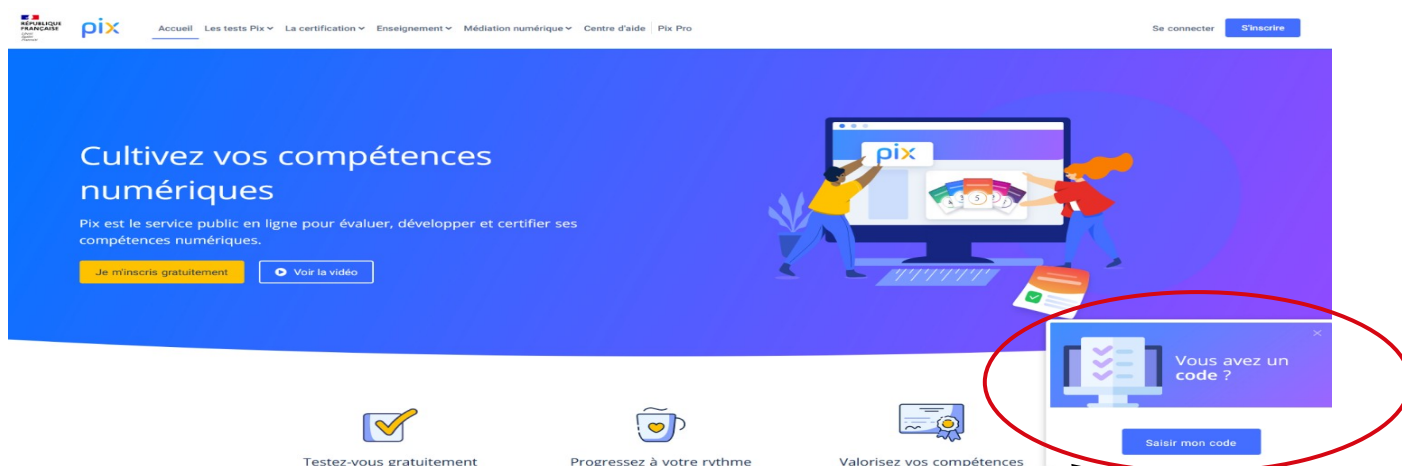 RÉPUBLIQUE
FRANÇAISE
pix
Accueil Les tests Pix La certification Enseignement Médiation numérique Centre d'aide Pix Pro
Se connecter S'inscrire
Cultivez vos compétences
numériques
Pix est le service public en ligne pour évaluer, développer et certifier ses
compétences numériques.
Je m'inscris gratuitement Voir la vidéo
pix
Vous avez un
code ?
Saisir mon code
Testez-vous gratuitement Progressez à votre rythme Valorisez vos compétences